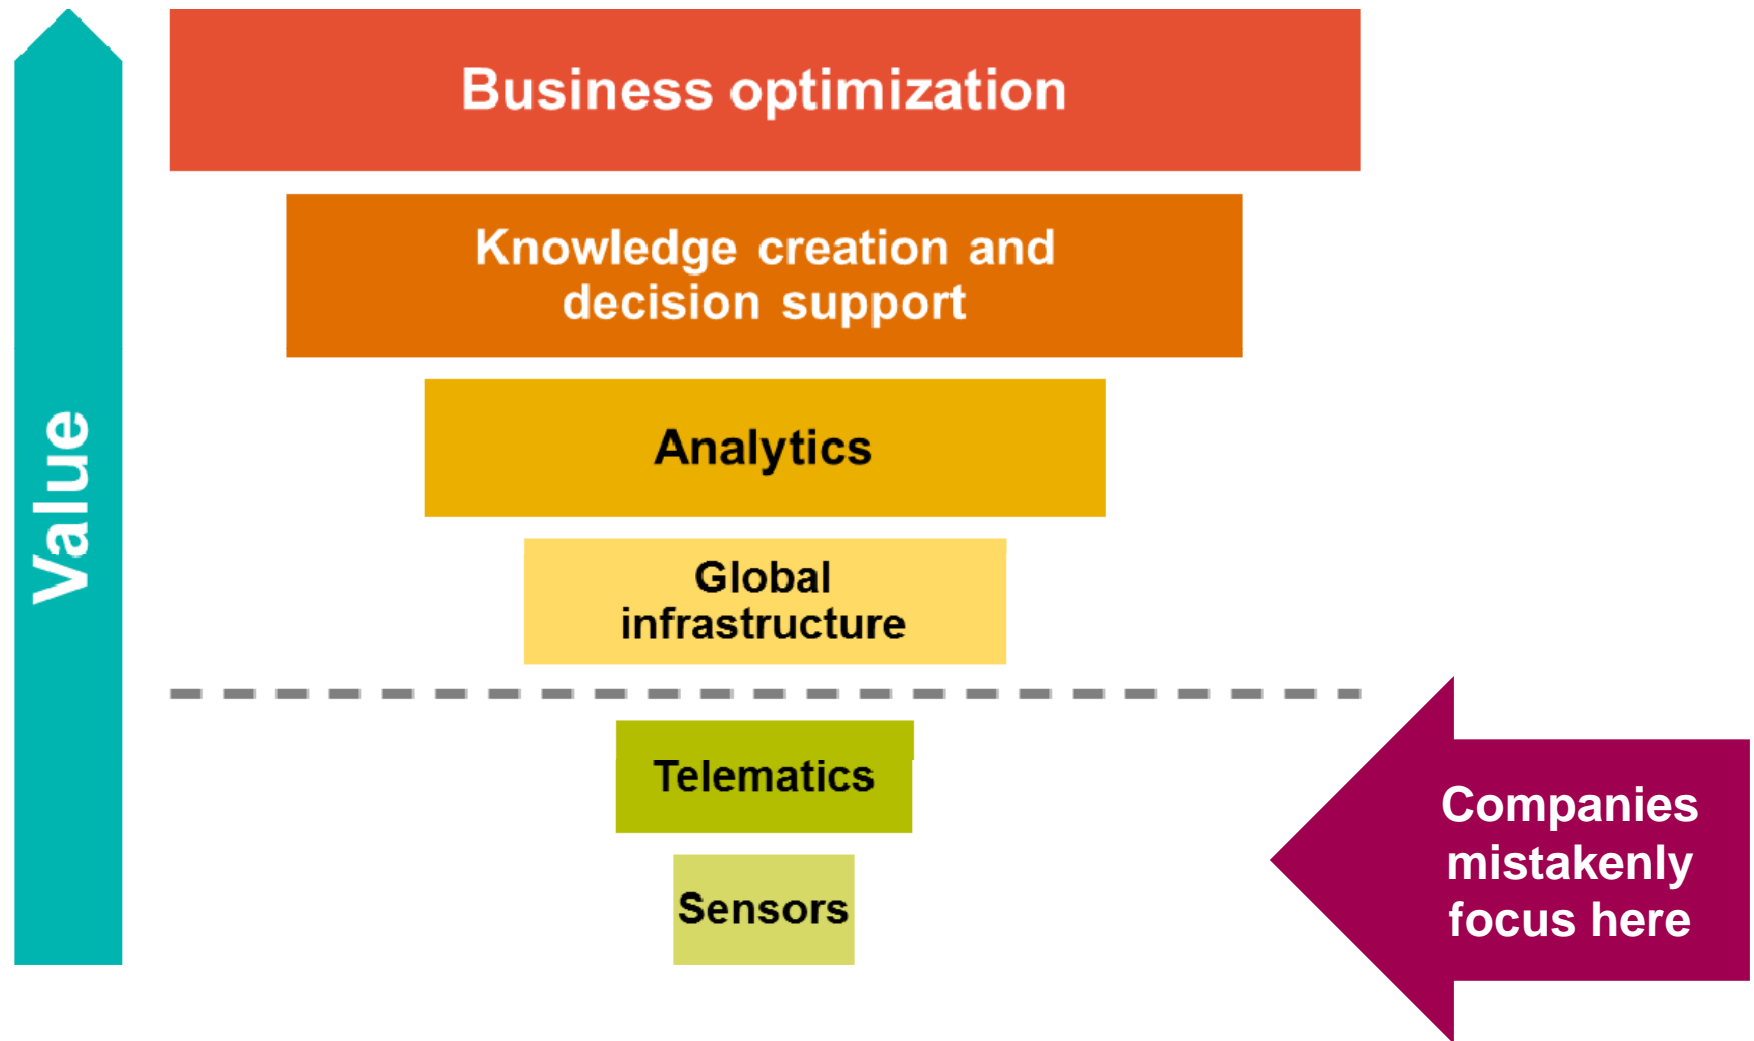 Value
Business optimization
Knowledge creation and
decision support
Analytics
Global
infrastructure
Telematics
Sensors
Companies
mistakenly
focus here